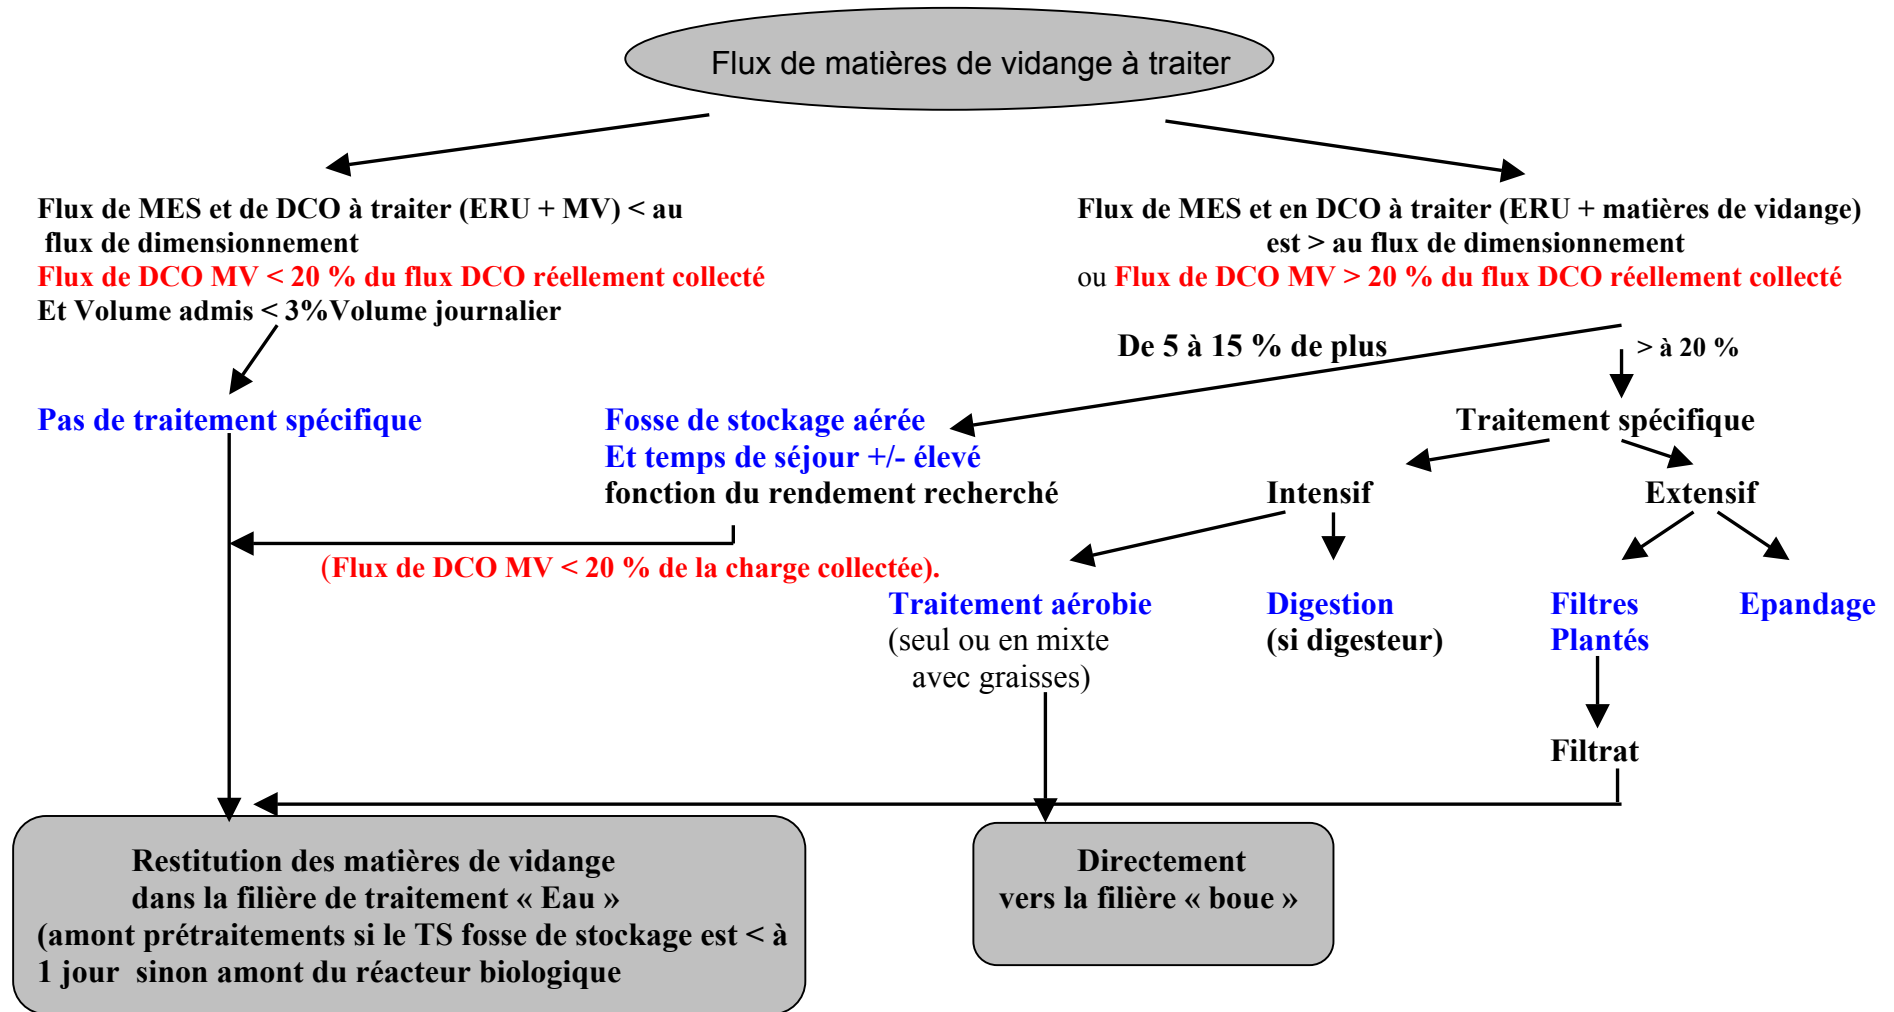 Flux de matières de vidange à traiter
Flux de MES et de DCO à traiter (ERU + MV) < au
flux de dimensionnement
Flux de DCO MV < 20 % du flux DCO réellement collecté
Et Volume admis < 3%Volume journalier
Flux de MES et en DCO à traiter (ERU + matières de vidange)
est > au flux de dimensionnement
ou Flux de DCO MV > 20 % du flux DCO réellement collecté
De 5 à 15 % de plus
> à 20 %
Pas de traitement spécifique
Fosse de stockage aérée
Et temps de séjour +/- élevé
fonction du rendement recherché
Traitement spécifique
Intensif
Extensif
(Flux de DCO MV < 20 % de la charge collectée).
Traitement aérobie
(seul ou en mixte
avec graisses)
Digestion
(si digesteur)
Filtres
Plantés
Epandage
Filtrat
Restitution des matières de vidange
dans la filière de traitement « Eau »
(amont prétraitements si le TS fosse de stockage est < à
1 jour  sinon amont du réacteur biologique
Directement
vers la filière « boue »